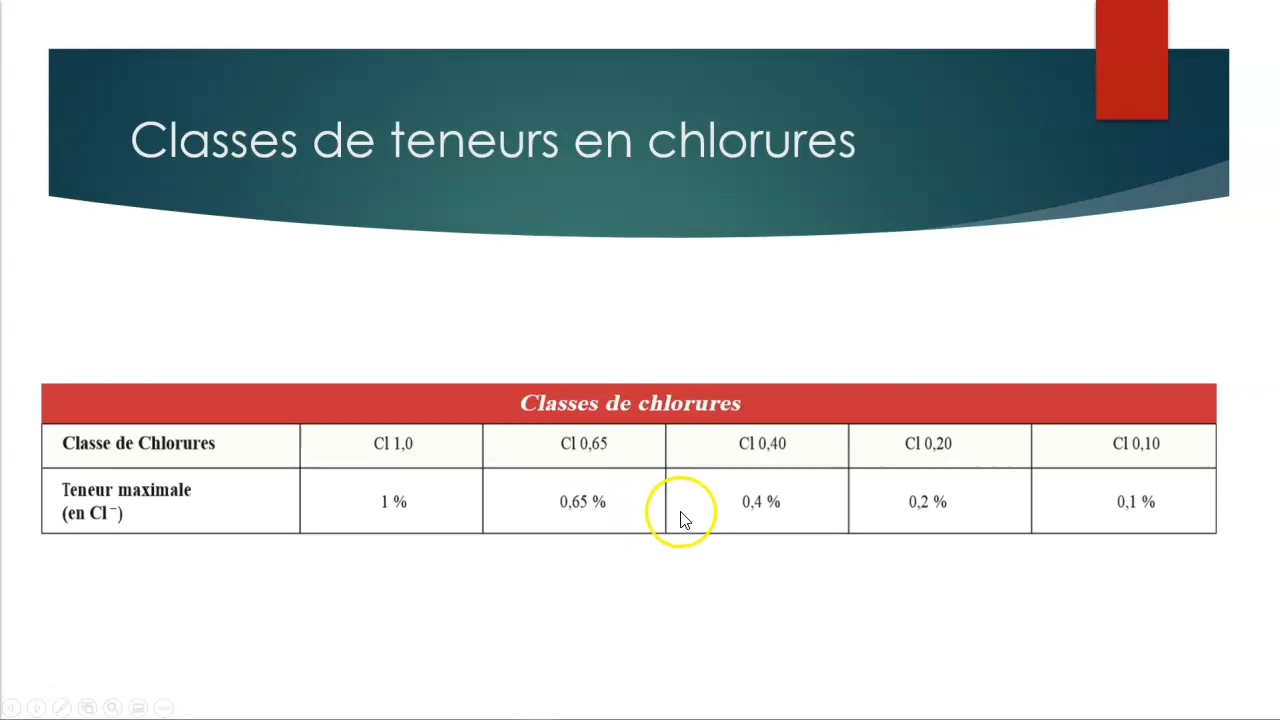 Classes de teneurs en chlorures
Classes de chlorures
Classe de Chlorures Cl 1,0 Cl 0,65 Cl 0,40 Cl 0,20 Cl 0,10
Teneur maximale
(en Cl⁻) 1 % 0,65 % 0,4 % 0,2 % 0,1 %